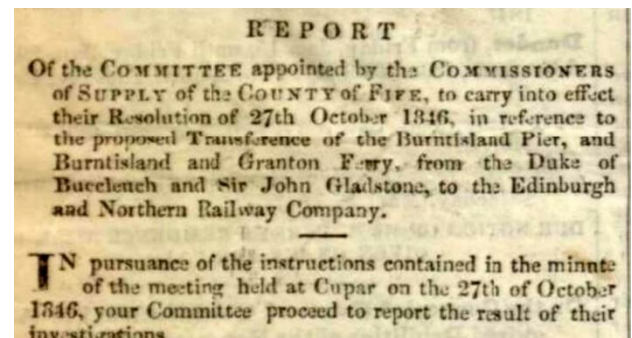 REPORT
Of the COMMITTEE appointed by the COMMISSIONERS
of SUPPLY of the COUNTY of FIFE, to carry into effect
their Resolution of 27th October 1846, in reference to
the proposed Transference of the Burntisland Pier, and
Burntisland and Granton Ferry, from the Duke of
Buccleuch and Sir John Gladstone, to the Edinburgh
and Northern Railway Company.
IN pursuance of the instructions contained in the minute
of the meeting held at Cupar on the 27th of October
1846, your Committee proceed to report the result of their
investigations